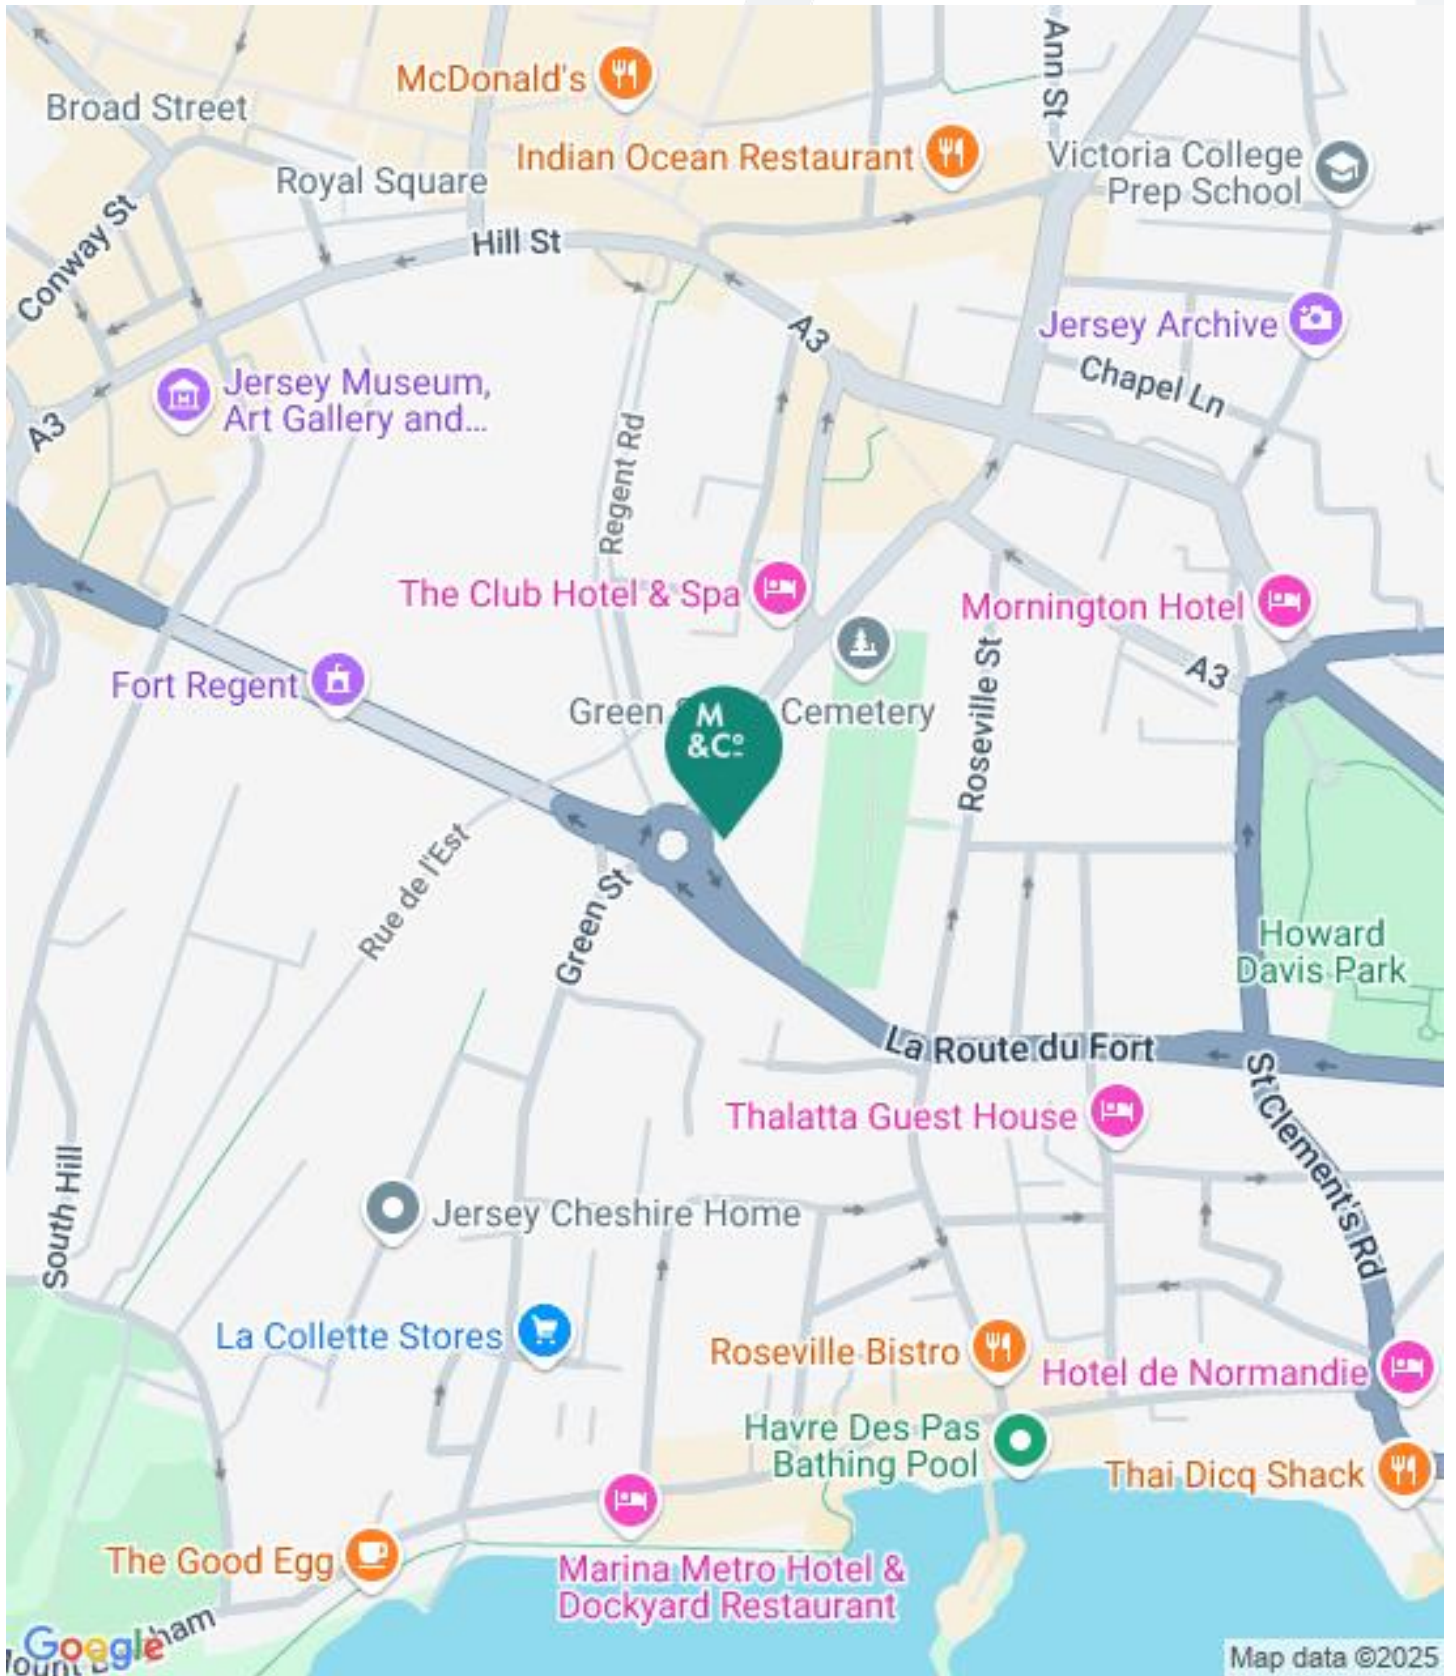 Ann St
McDonald's
Broad Street
Indian Ocean Restaurant
Victoria College
Prep School
Royal Square
Conway St
Hill St
A3
Jersey Archive
Chapel Ln
Jersey Museum,
Art Gallery and...
A3
Regent Rd
The Club Hotel & Spa
Mornington Hotel
A3
Fort Regent
Roseville St
Green
Cemetery
M
&Co
Rue de l'Est
Green St
Howard
Davis Park
La Route du Fort
St Clement's Rd
Thalatta Guest House
South Hill
Jersey Cheshire Home
La Collette Stores
Roseville Bistro
Hotel de Normandie
Havre Des Pas
Bathing Pool
Thai Dicq Shack
The Good Egg
Marina Metro Hotel &
Dockyard Restaurant
Google
Map data ©2025